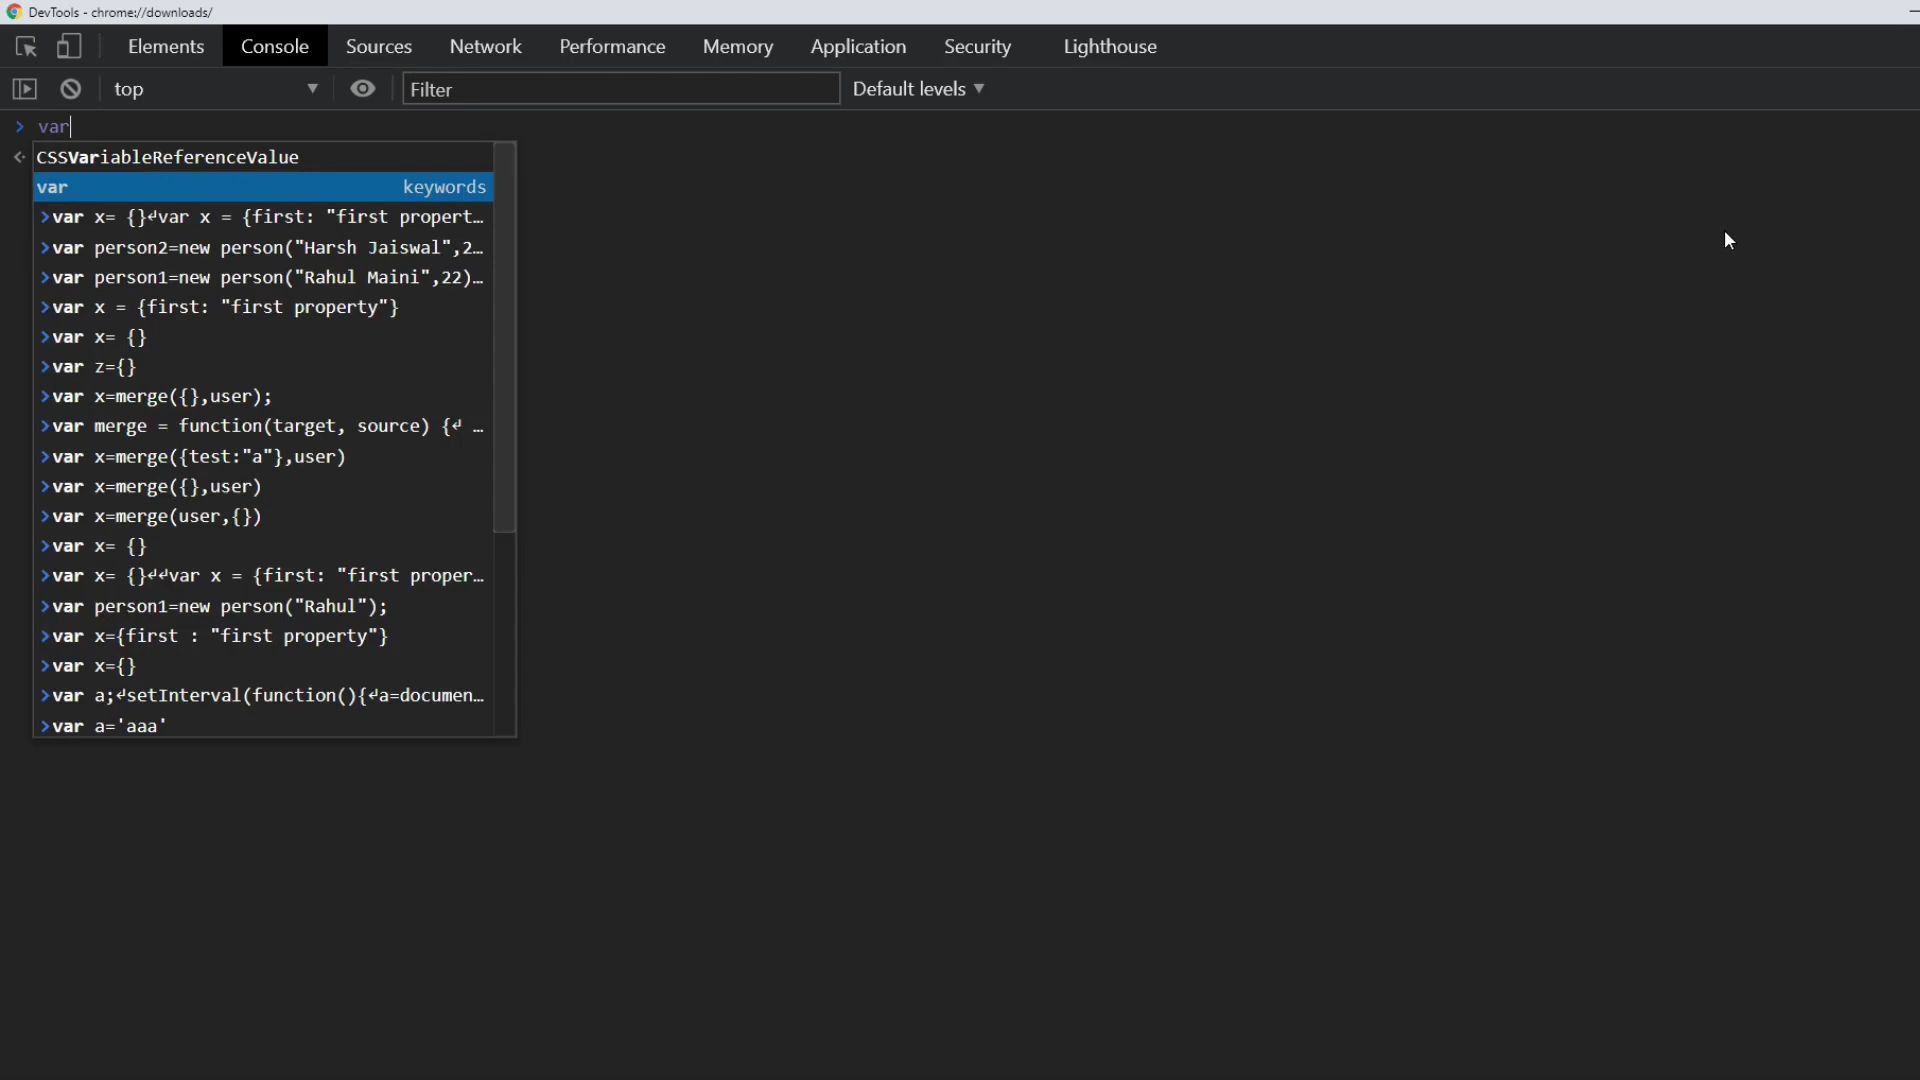 DevTools - chrome://downloads/
Elements Console Sources Network Performance Memory Application Security Lighthouse
top ▼ Filter Default levels ▼
> var
CSSVariableReferenceValue
var keywords
>var x= {}↵var x = {first: "first propert…
>var person2=new person("Harsh Jaiswal",2…
>var person1=new person("Rahul Maini",22)…
>var x = {first: "first property"}
>var x= {}
>var z={}
>var x=merge({},user);
>var merge = function(target, source) {↵ …
>var x=merge({test:"a"},user)
>var x=merge({},user)
>var x=merge(user,{})
>var x= {}
>var x= {}↵↵var x = {first: "first proper…
>var person1=new person("Rahul");
>var x={first : "first property"}
>var x={}
>var a;↵setInterval(function(){↵a=documen…
>var a='aaa'